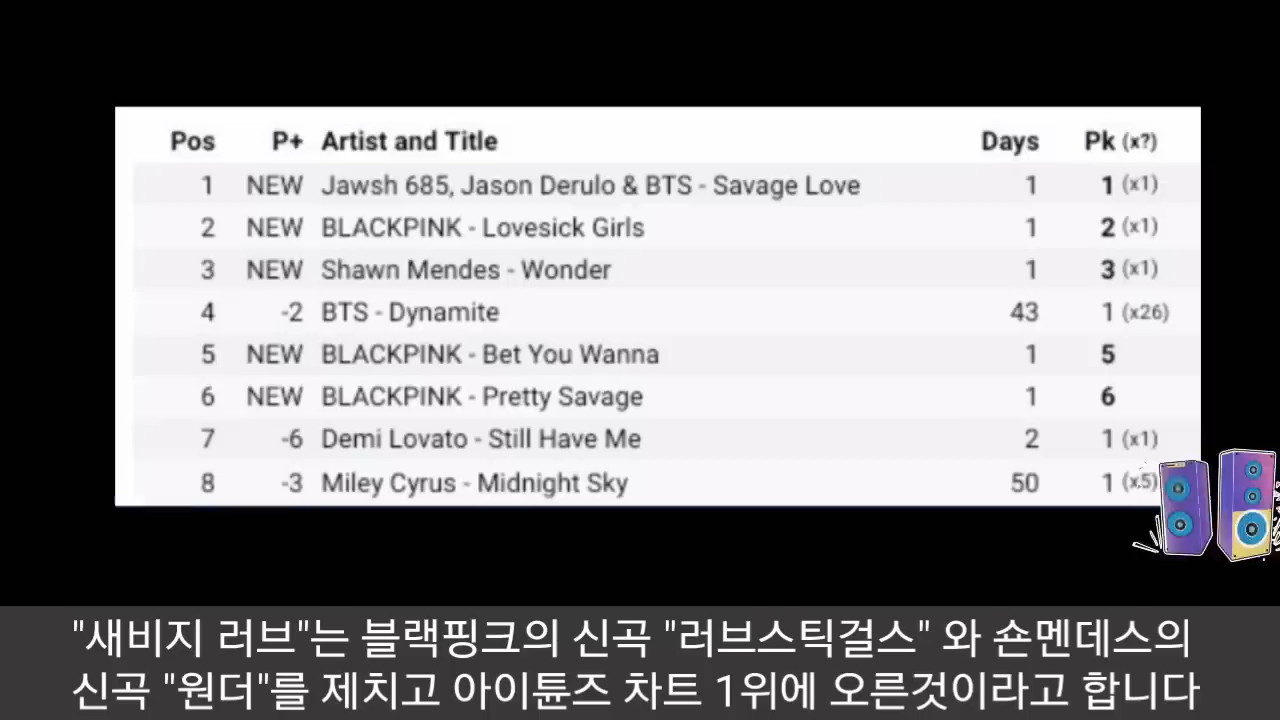 Pos P+ Artist and Title Days Pk (x?)
1 NEW Jawsh 685, Jason Derulo & BTS - Savage Love 1 1 (x1)
2 NEW BLACKPINK - Lovesick Girls 1 2 (x1)
3 NEW Shawn Mendes - Wonder 1 3 (x1)
4 -2 BTS - Dynamite 43 1 (x26)
5 NEW BLACKPINK - Bet You Wanna 1 5
6 NEW BLACKPINK - Pretty Savage 1 6
7 -6 Demi Lovato - Still Have Me 2 1 (x1)
8 -3 Miley Cyrus - Midnight Sky 50 1 (x5)
"새비지 러브"는 블랙핑크의 신곡 "러브스틱걸스" 와 숀멘데스의
신곡 "원더"를 제치고 아이튠즈 차트 1위에 오른것이라고 합니다